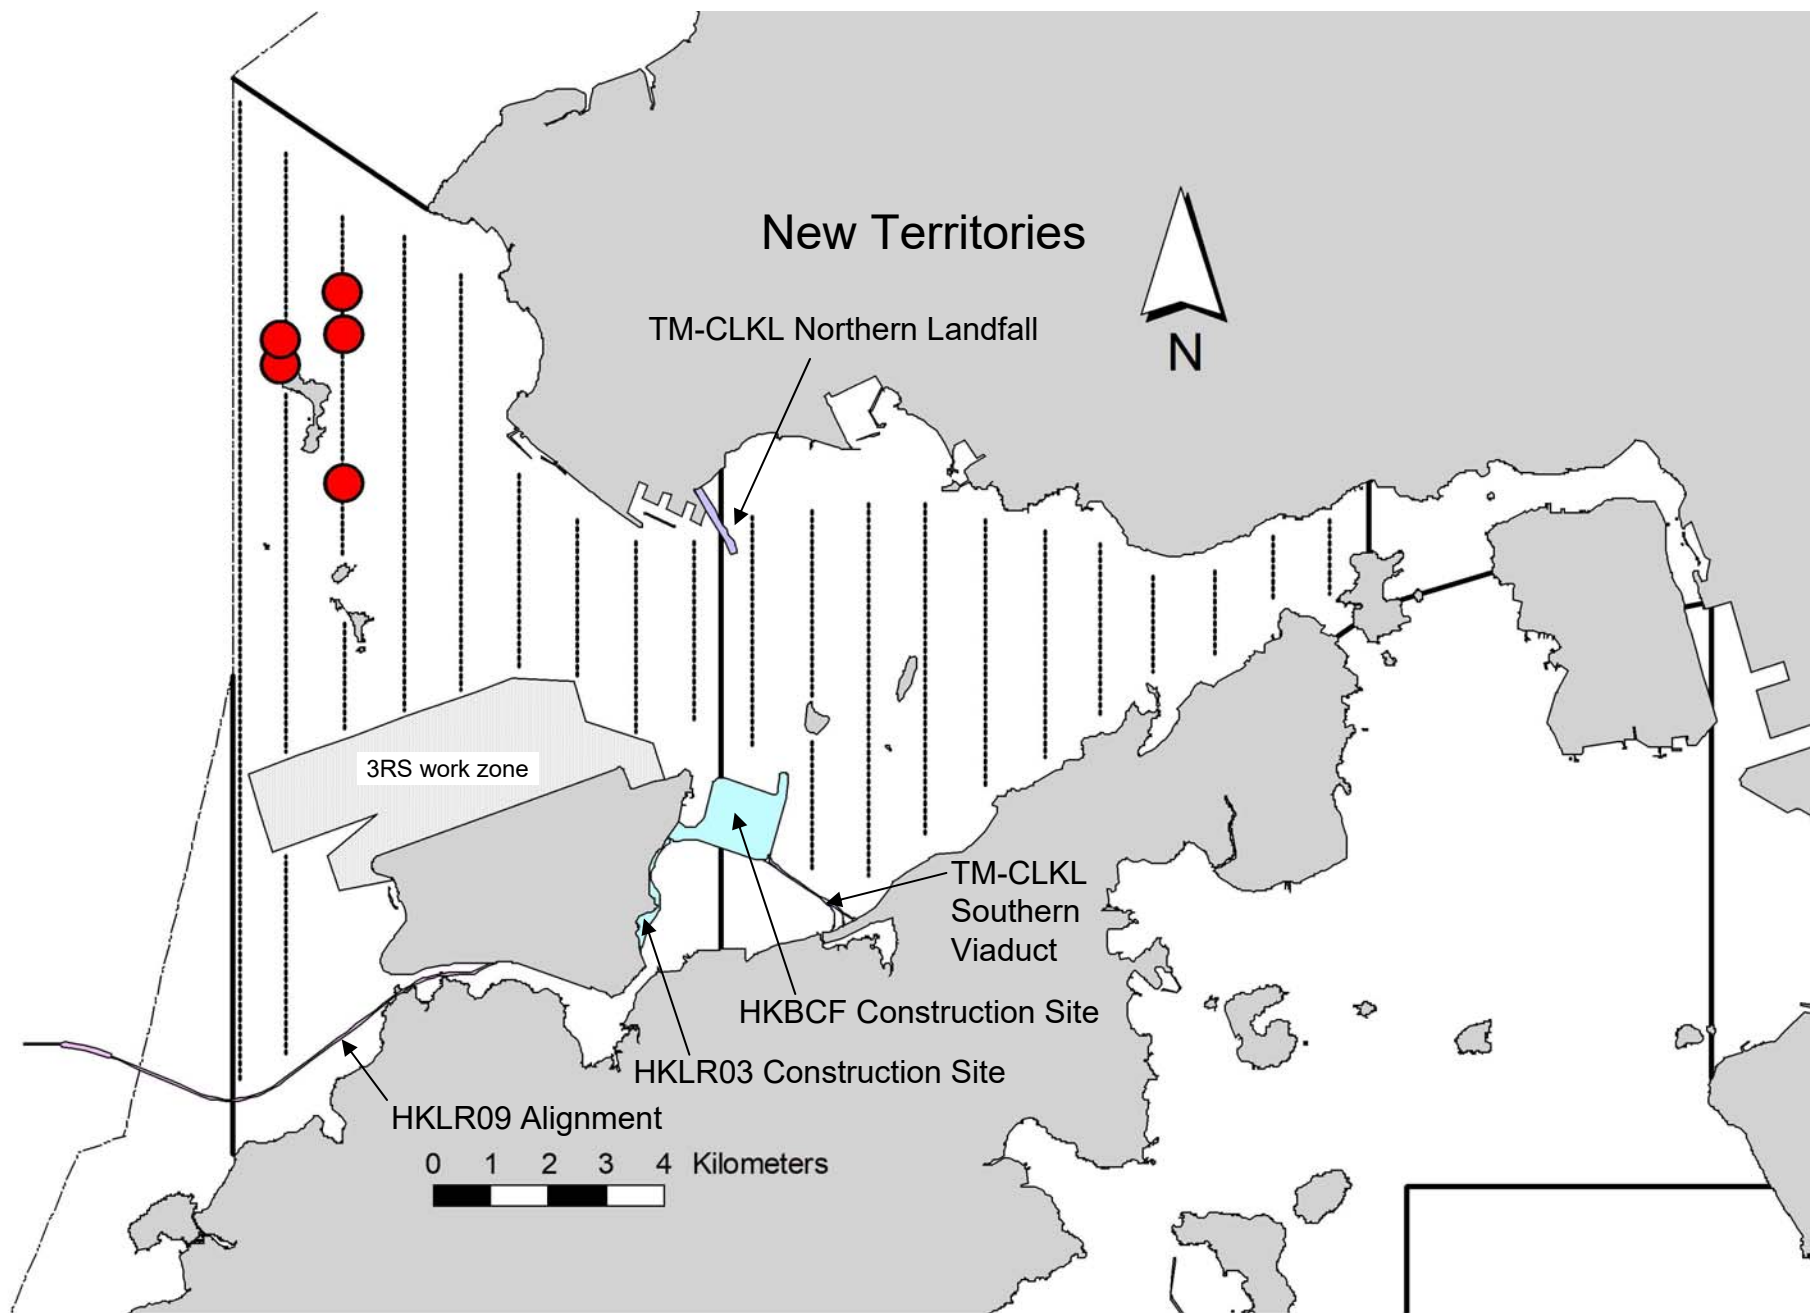 New Territories
TM-CLKL Northern Landfall
N
3RS work zone
TM-CLKL
Southern
Viaduct
HKBCF Construction Site
HKLR03 Construction Site
HKLR09 Alignment
0 1 2 3 4 Kilometers